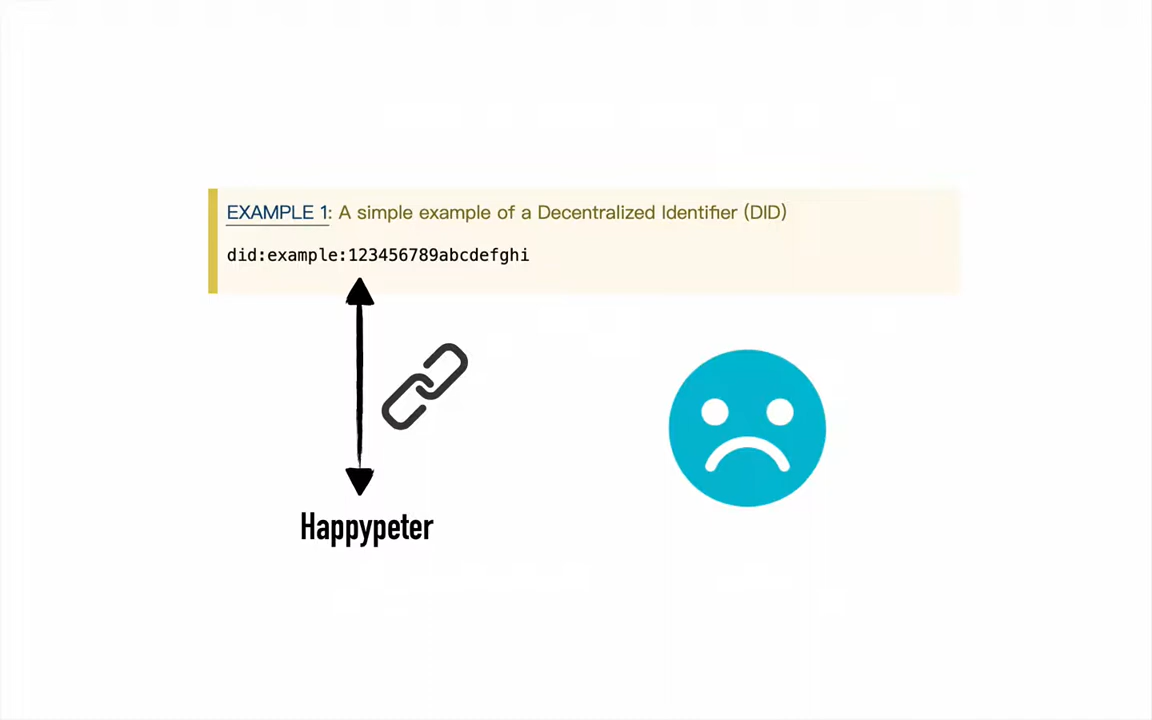 EXAMPLE 1: A simple example of a Decentralized Identifier (DID)
did:example:123456789abcdefghi
Happypeter